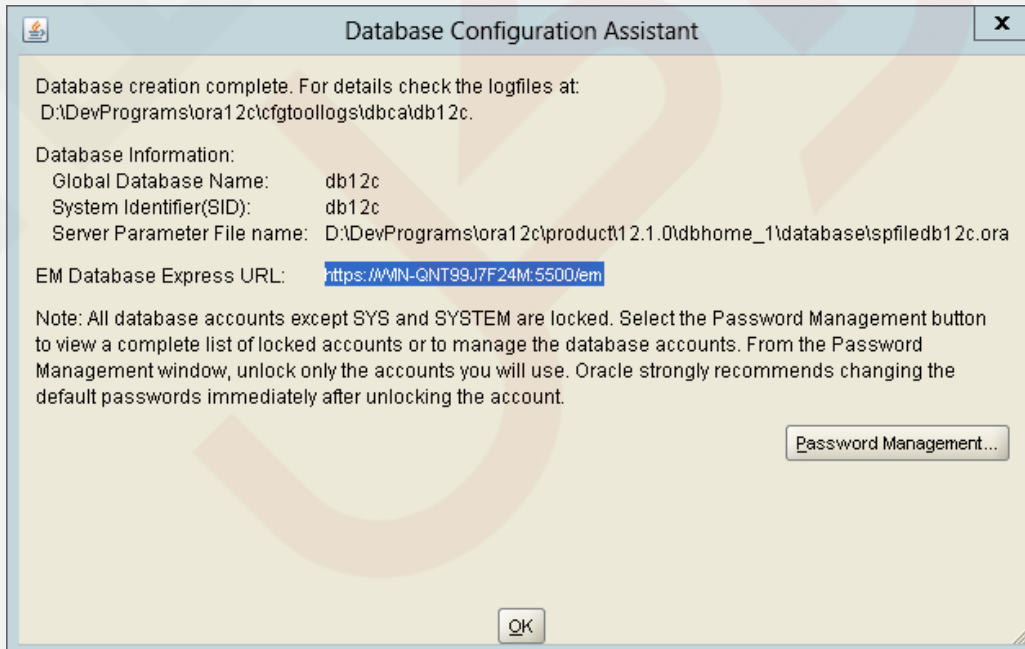 Database Configuration Assistant
x
Database creation complete. For details check the logfiles at:
D:\DevPrograms\ora12c\cfgtoollogs\dbca\db12c.
Database Information:
Global Database Name: db12c
System Identifier(SID): db12c
Server Parameter File name: D:\DevPrograms\ora12c\product\12.1.0\dbhome_1\database\spfiledb12c.ora
EM Database Express URL: https://WIN-QNT99J7F24M:5500/em
Note: All database accounts except SYS and SYSTEM are locked. Select the Password Management button
to view a complete list of locked accounts or to manage the database accounts. From the Password
Management window, unlock only the accounts you will use. Oracle strongly recommends changing the
default passwords immediately after unlocking the account.
Password Management...
OK